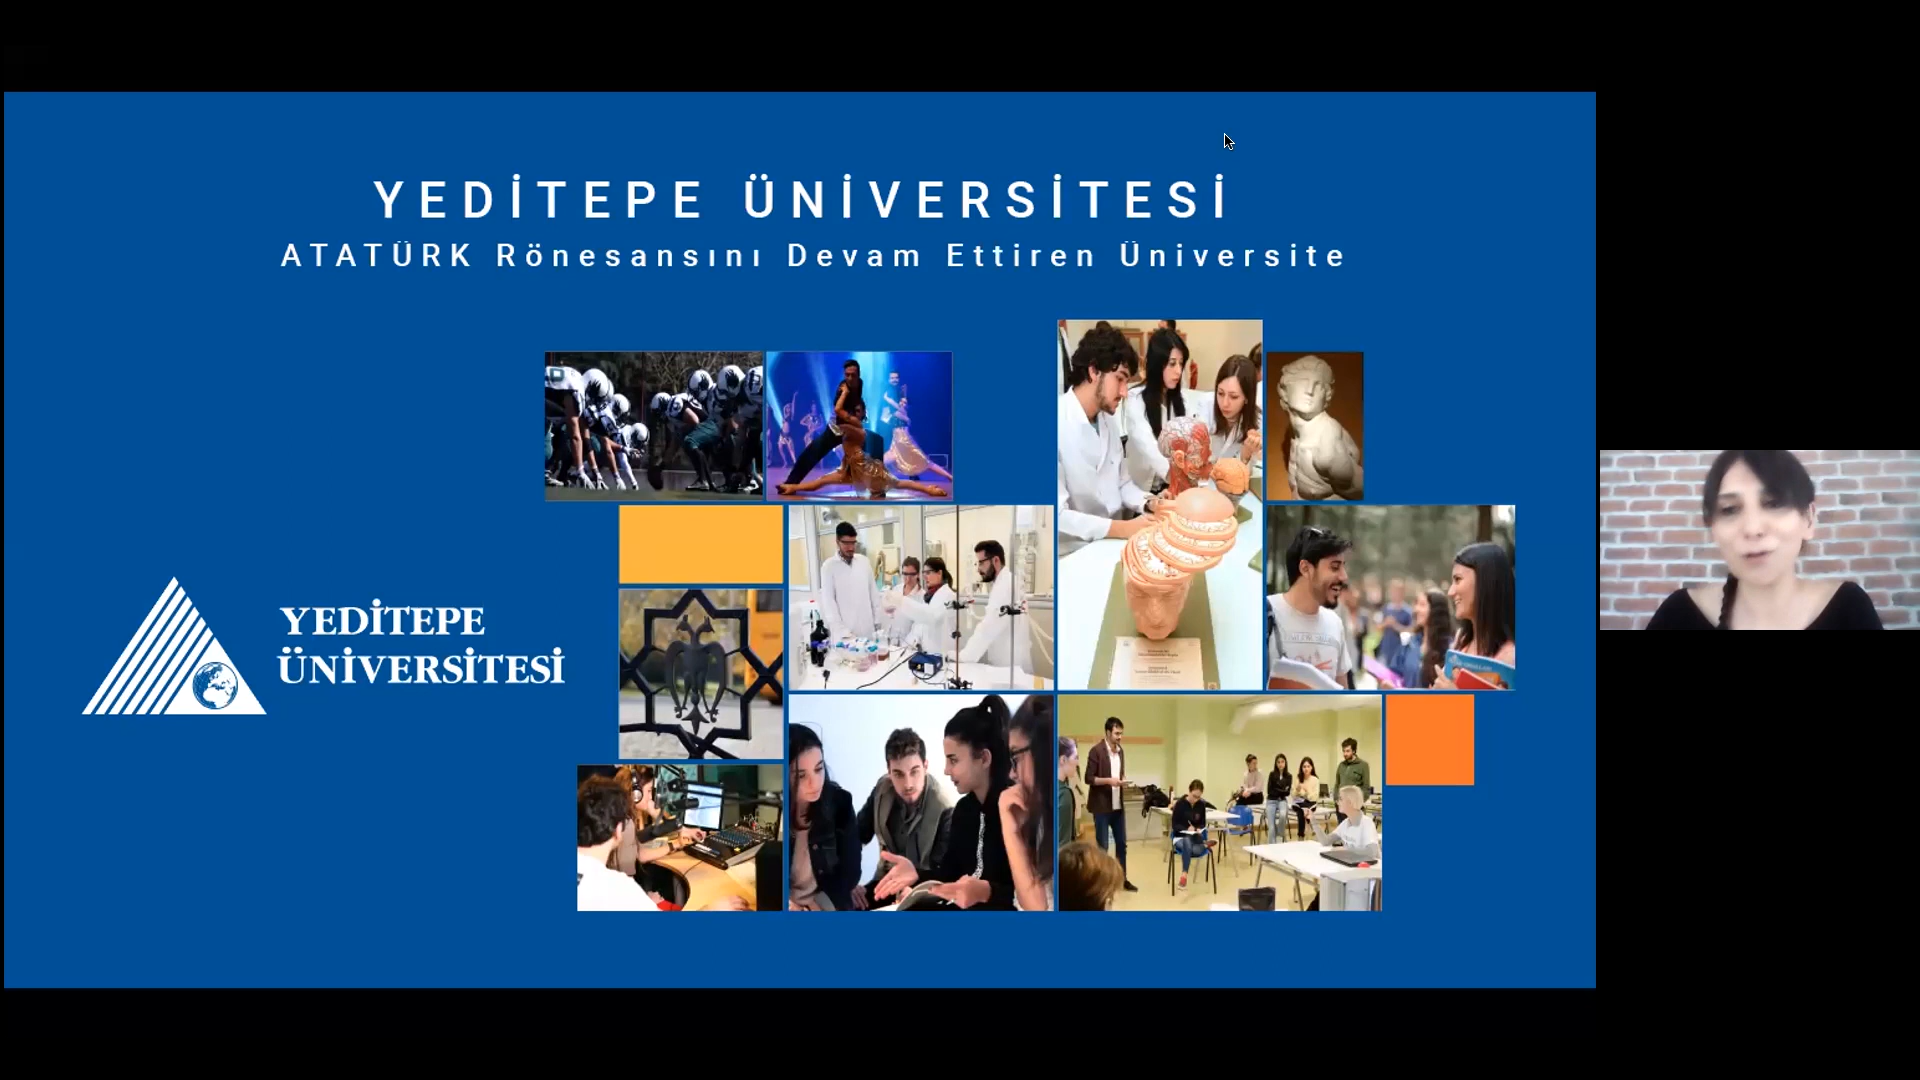 YEDİTEPE ÜNİVERSİTESİ
ATATÜRK Rönesansını Devam Ettiren Üniversite
YEDİTEPE
ÜNİVERSİTESİ